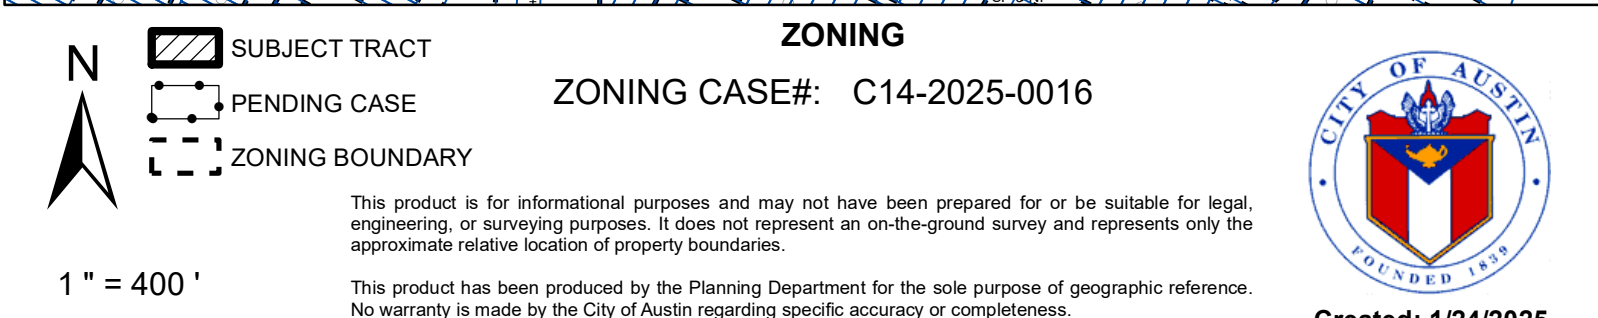 ZONING
ZONING CASE#: C14-2025-0016
N
SUBJECT TRACT
PENDING CASE
ZONING BOUNDARY
1 " = 400 '
This product is for informational purposes and may not have been prepared for or be suitable for legal,
engineering, or surveying purposes. It does not represent an on-the-ground survey and represents only the
approximate relative location of property boundaries.
This product has been produced by the Planning Department for the sole purpose of geographic reference.
No warranty is made by the City of Austin regarding specific accuracy or completeness.
CITY OF AUSTIN
FOUNDED 1839
Created: 1/24/2025